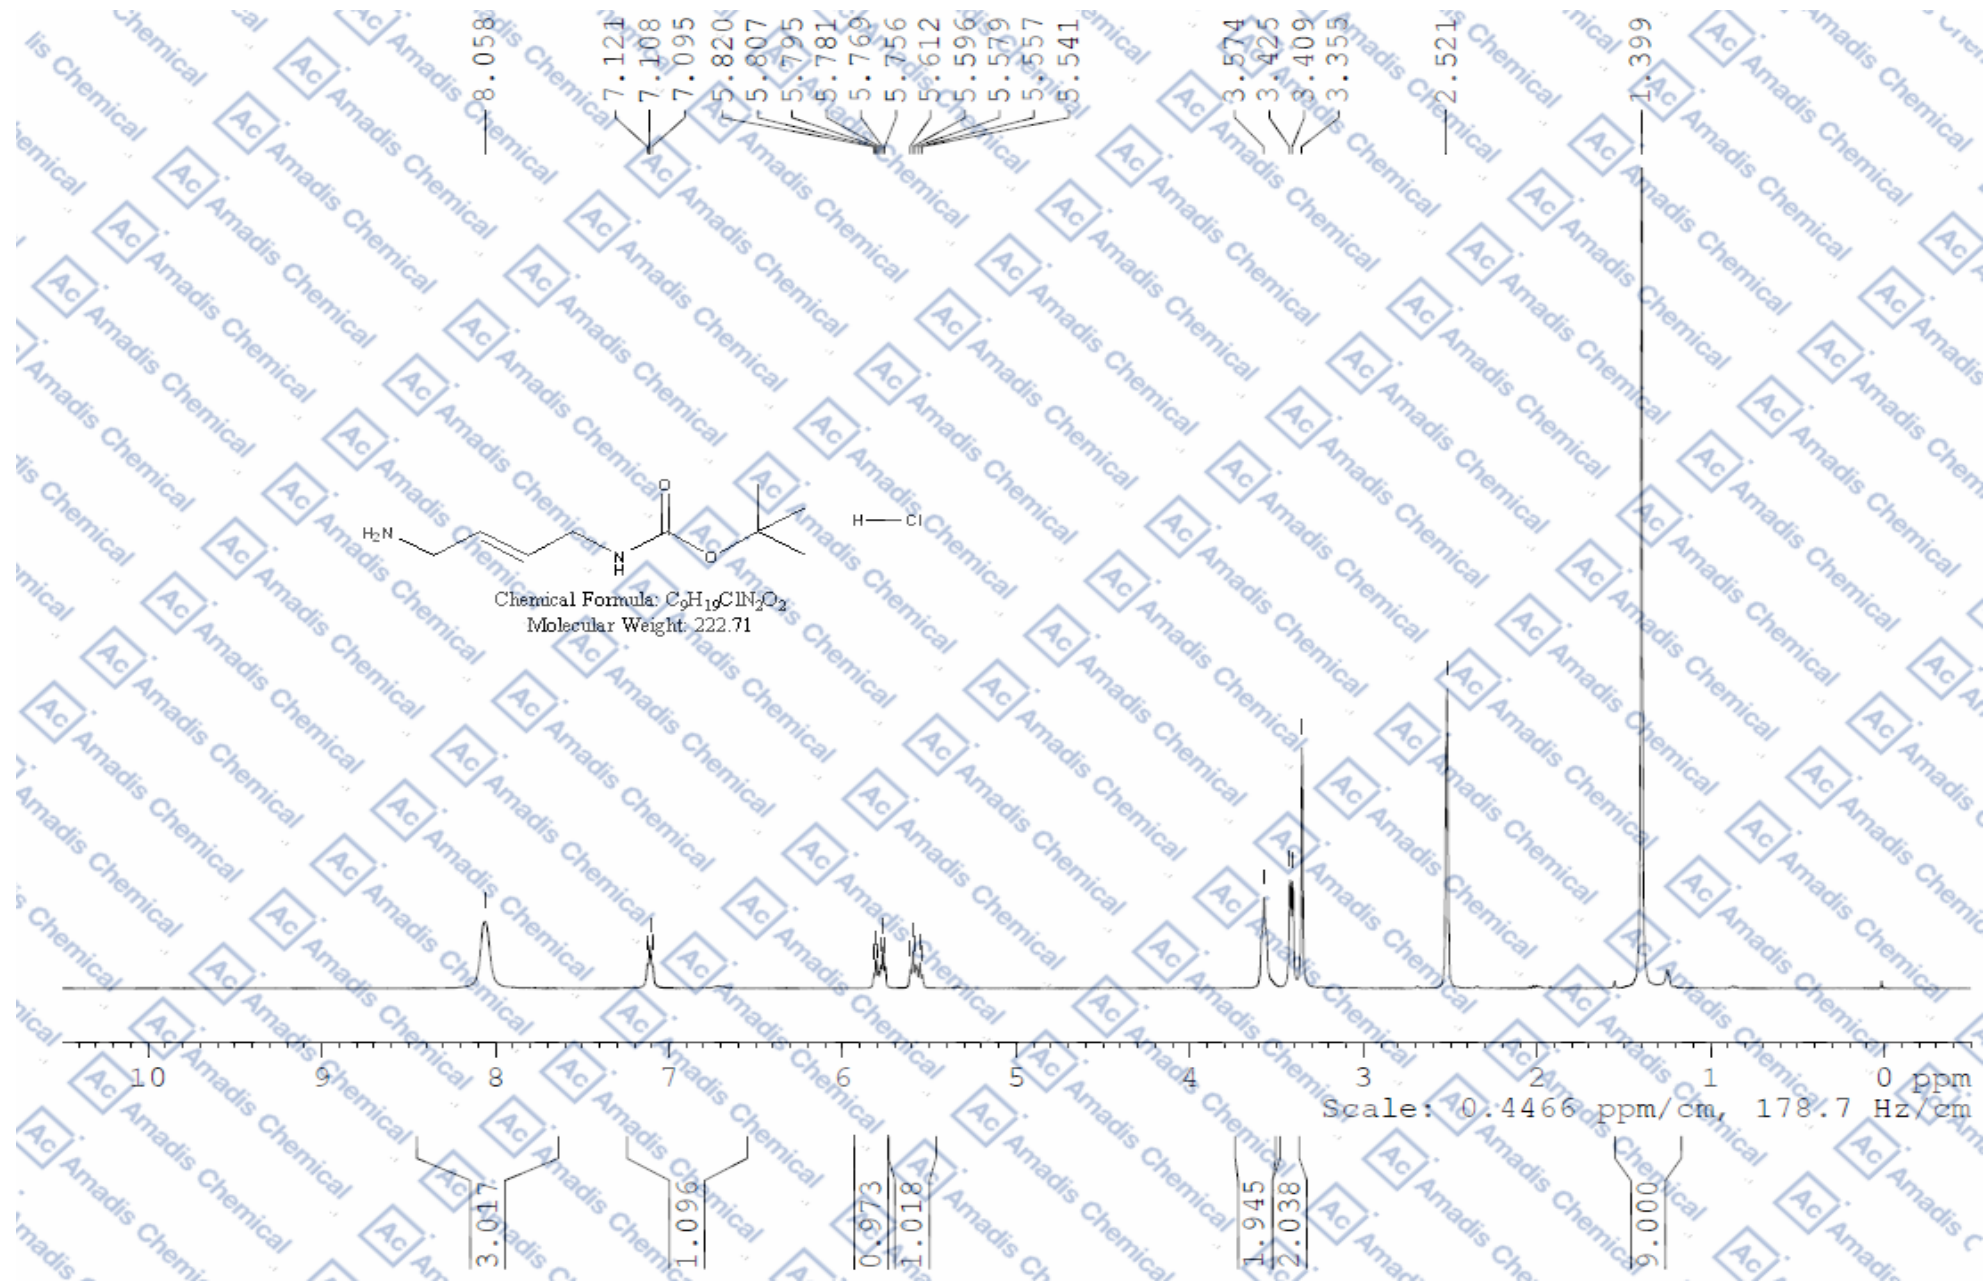 8.058
7.121
7.108
7.095
5.820
5.807
5.795
5.781
5.769
5.756
5.612
5.596
5.579
5.557
5.541
3.574
3.425
3.409
3.355
2.521
1.399
H₂N
O
N
H
O
H
Cl
Chemical Formula: C₉H₁₉ClN₂O₂
Molecular Weight: 222.71
10 9 8 7 6 5 4 3 2 1 0 ppm
Scale: 0.4466 ppm/cm, 178.7 Hz/cm
3.017
1.096
0.973
1.018
1.945
2.038
9.000
Ac Amadis Chemical